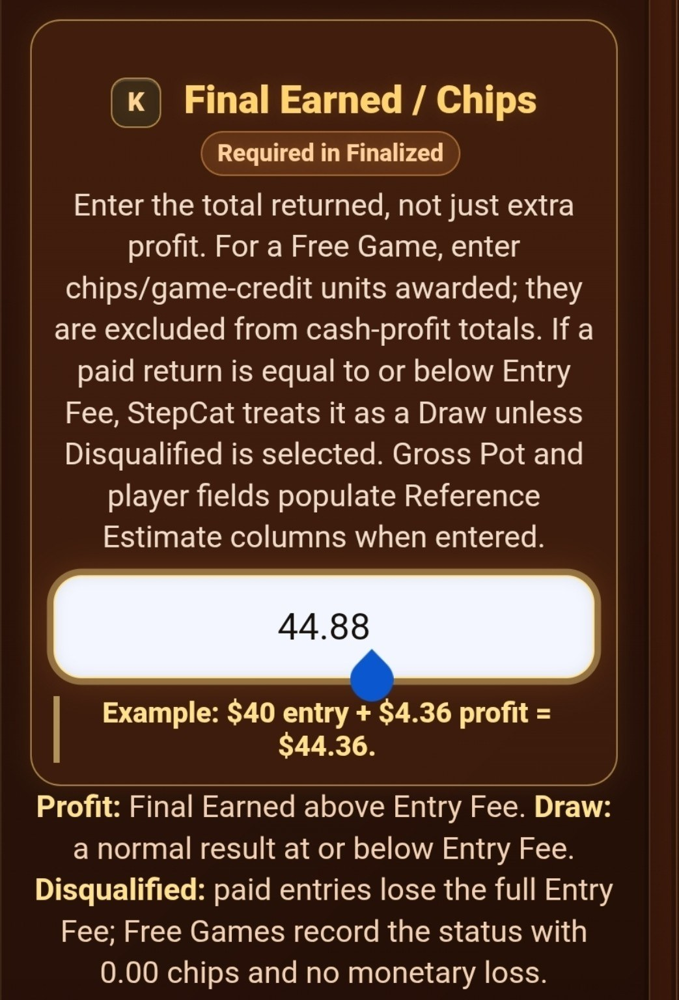 K Final Earned / Chips
Required in Finalized
Enter the total returned, not just extra
profit. For a Free Game, enter
chips/game-credit units awarded; they
are excluded from cash-profit totals. If a
paid return is equal to or below Entry
Fee, StepCat treats it as a Draw unless
Disqualified is selected. Gross Pot and
player fields populate Reference
Estimate columns when entered.
44.88
Example: $40 entry + $4.36 profit =
$44.36.
Profit: Final Earned above Entry Fee. Draw:
a normal result at or below Entry Fee.
Disqualified: paid entries lose the full Entry
Fee; Free Games record the status with
0.00 chips and no monetary loss.